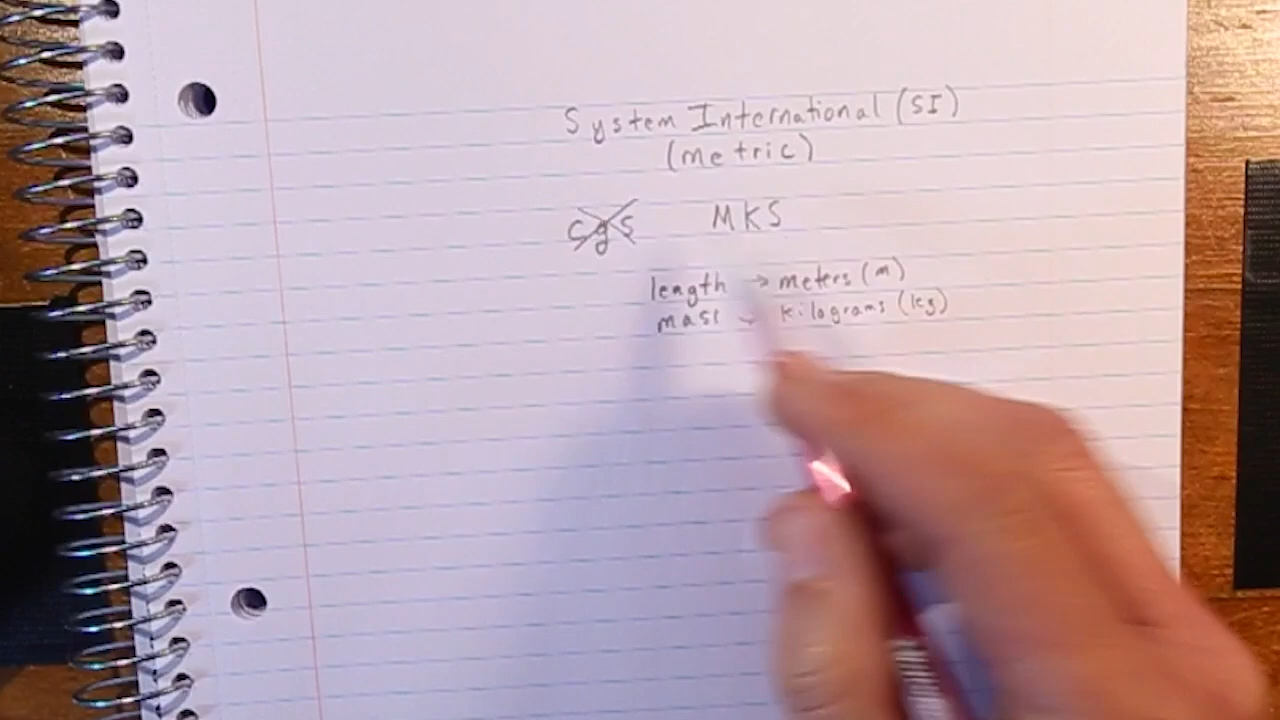 System International (SI)
(metric)
cgs MKS
length → meters (m)
mass → kilograms (kg)